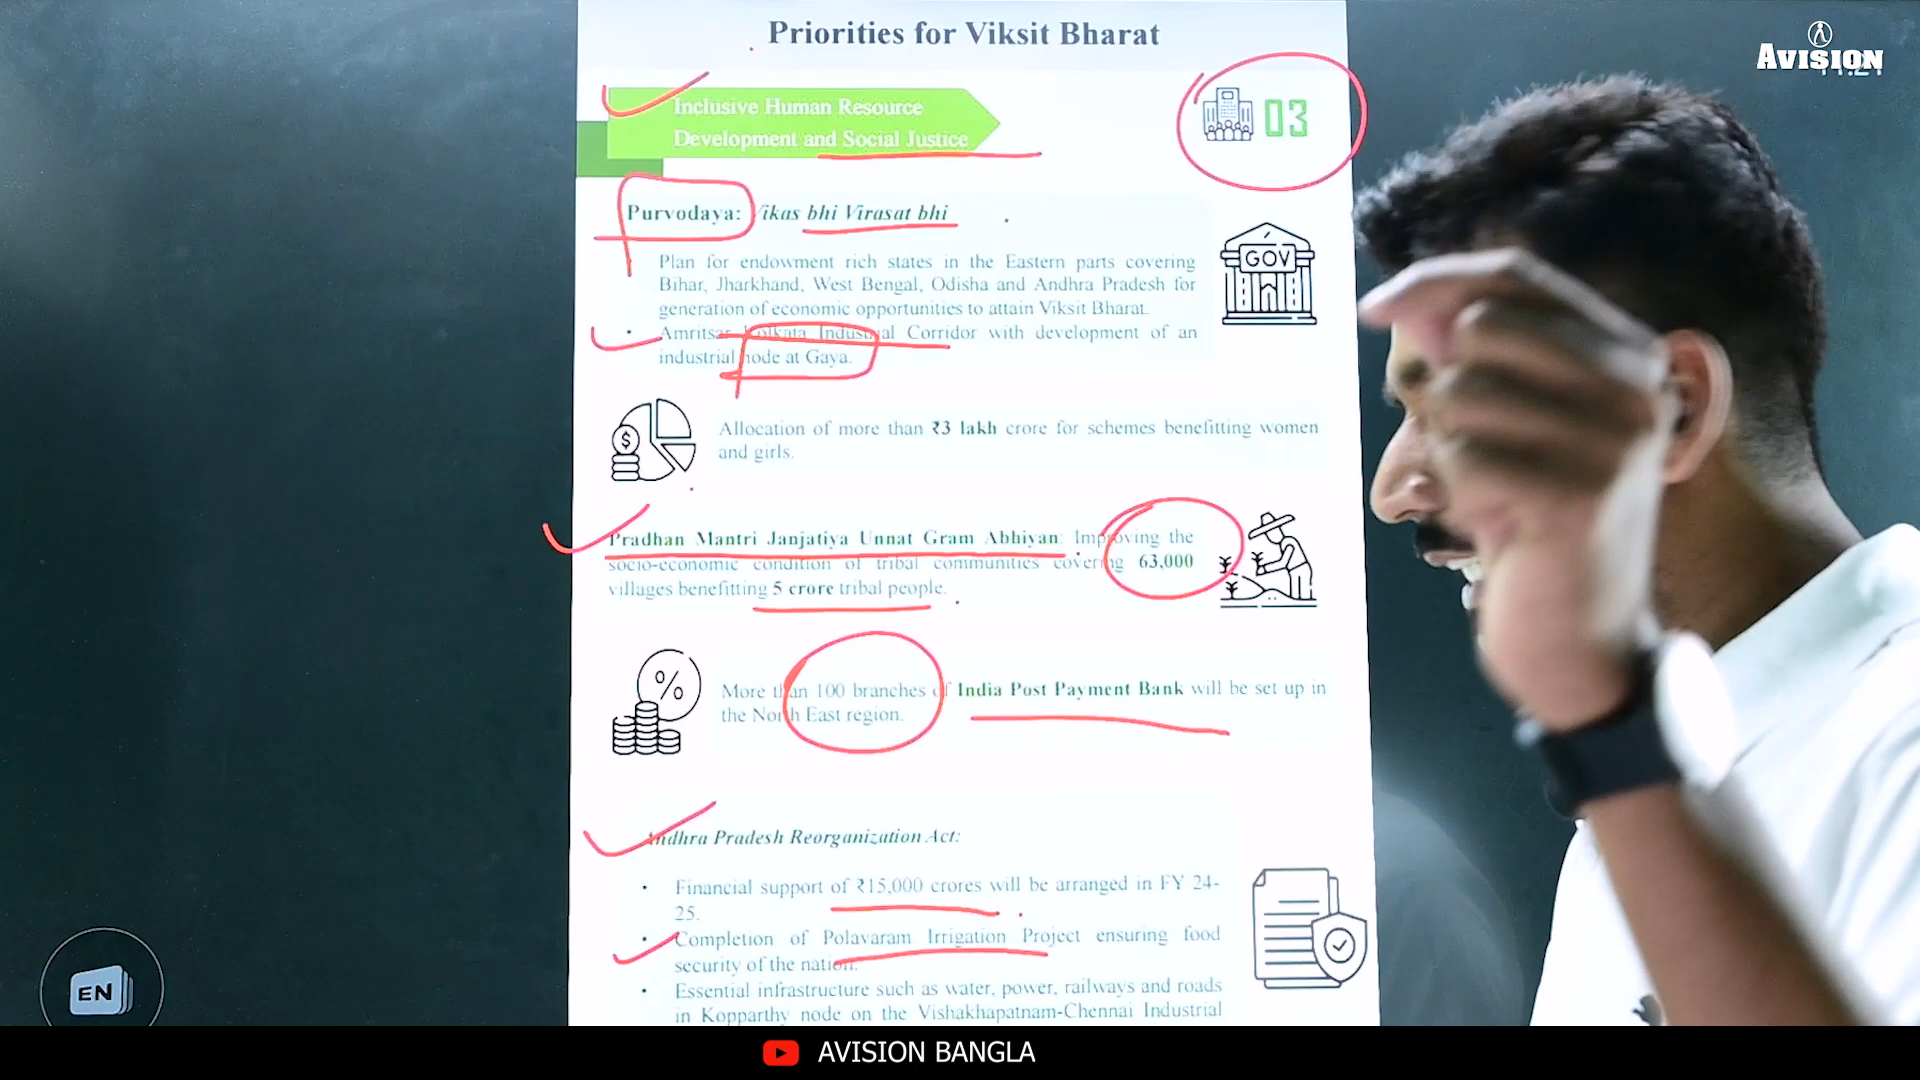 Priorities for Viksit Bharat
AVISION
Inclusive Human Resource
Development and Social Justice
03
Purvodaya: Vikas bhi Virasat bhi
Plan for endowment rich states in the Eastern parts covering
Bihar, Jharkhand, West Bengal, Odisha and Andhra Pradesh for
generation of economic opportunities to attain Viksit Bharat.
GOV
• Amritsar Kolkata Industrial Corridor with development of an
industrial node at Gaya.
$
Allocation of more than ₹3 lakh crore for schemes benefitting women
and girls.
Pradhan Mantri Janjatiya Unnat Gram Abhiyan: Improving the
socio-economic condition of tribal communities covering 63,000
villages benefitting 5 crore tribal people.
%
More than 100 branches of India Post Payment Bank will be set up in
the North East region.
Andhra Pradesh Reorganization Act:
• Financial support of ₹15,000 crores will be arranged in FY 24-
25.
• Completion of Polavaram Irrigation Project ensuring food
security of the nation.
• Essential infrastructure such as water, power, railways and roads
in Kopparthy node on the Vishakhapatnam-Chennai Industrial
EN
AVISION BANGLA